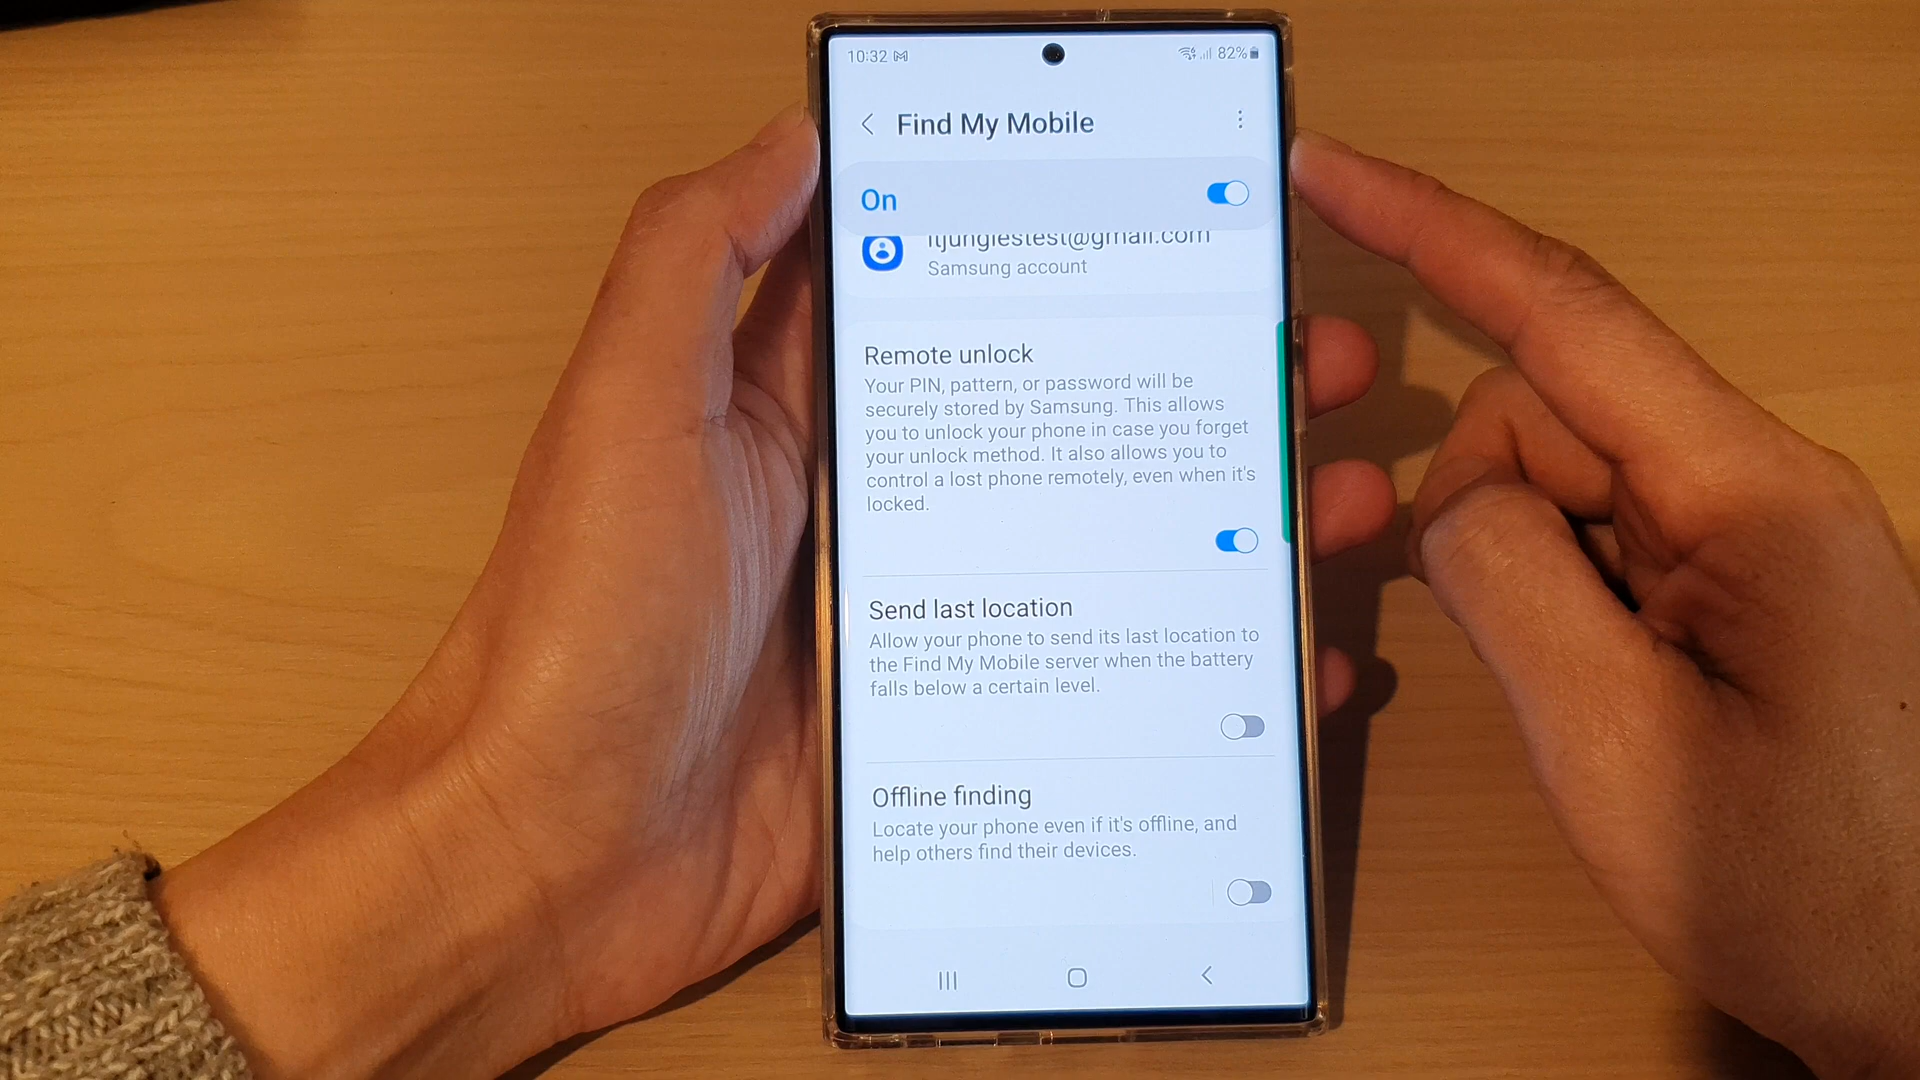 10:32
82%
Find My Mobile
On
itjunglestest@gmail.com
Samsung account
Remote unlock
Your PIN, pattern, or password will be
securely stored by Samsung. This allows
you to unlock your phone in case you forget
your unlock method. It also allows you to
control a lost phone remotely, even when it's
locked.
Send last location
Allow your phone to send its last location to
the Find My Mobile server when the battery
falls below a certain level.
Offline finding
Locate your phone even if it's offline, and
help others find their devices.